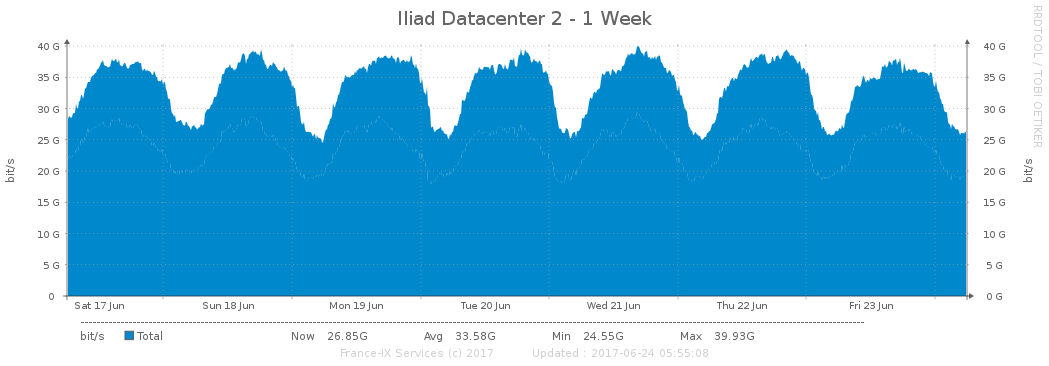 Iliad Datacenter 2 - 1 Week
RRDTOOL / TOBI OETIKER
40 G 40 G
35 G 35 G
30 G 30 G
25 G 25 G
20 G 20 G
15 G 15 G
10 G 10 G
5 G 5 G
0 0 G
bit/s
bit/s
Sat 17 Jun Sun 18 Jun Mon 19 Jun Tue 20 Jun Wed 21 Jun Thu 22 Jun Fri 23 Jun
bit/s Total Now 26.85G Avg 33.58G Min 24.55G Max 39.93G
France-IX Services (c) 2017 Updated : 2017-06-24 05:55:08